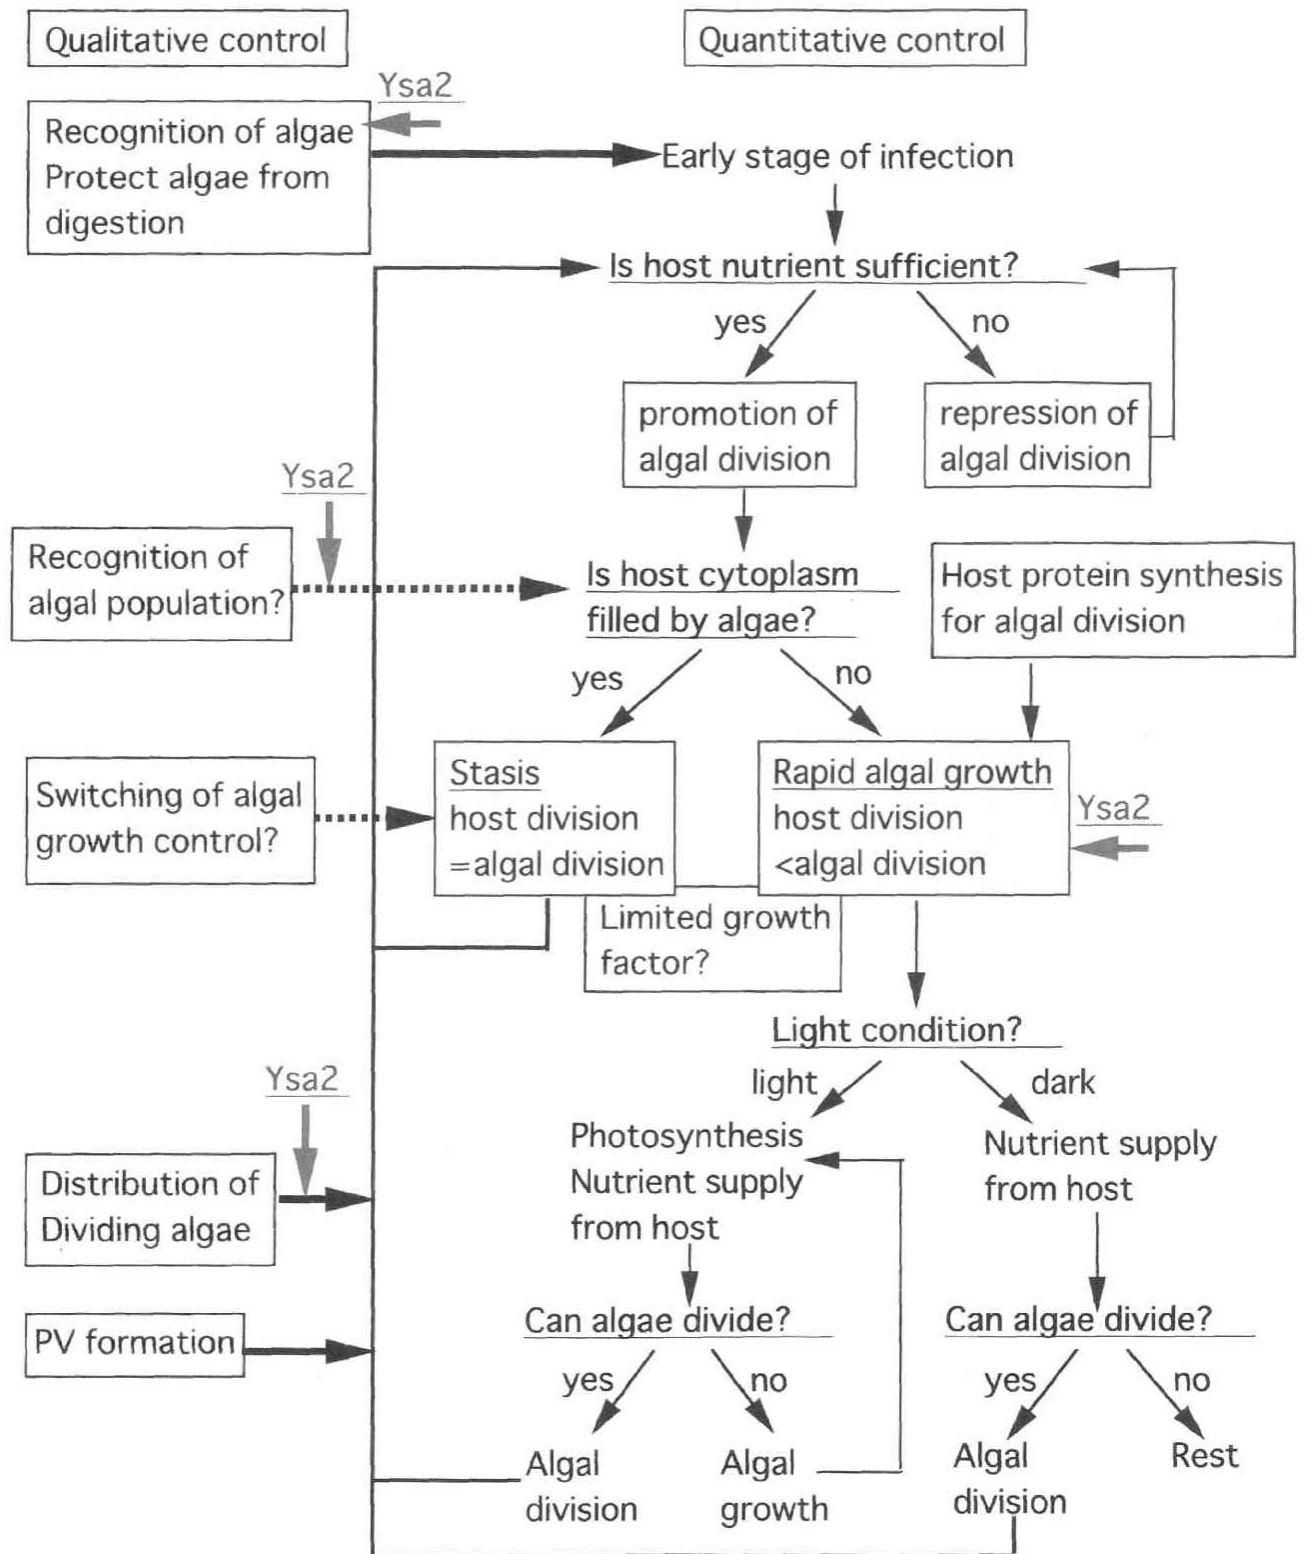 Qualitative control
Quantitative control
Ysa2
Recognition of algae
Protect algae from
digestion
Early stage of infection
Is host nutrient sufficient?
yes
no
promotion of
algal division
repression of
algal division
Ysa2
Recognition of
algal population?
Is host cytoplasm
filled by algae?
Host protein synthesis
for algal division
yes
no
Switching of algal
growth control?
Stasis
host division
=algal division
Rapid algal growth
host division
<algal division
Ysa2
Limited growth
factor?
Light condition?
light
dark
Ysa2
Distribution of
Dividing algae
Photosynthesis
Nutrient supply
from host
Nutrient supply
from host
PV formation
Can algae divide?
Can algae divide?
yes
no
yes
no
Algal
division
Algal
growth
Algal
division
Rest